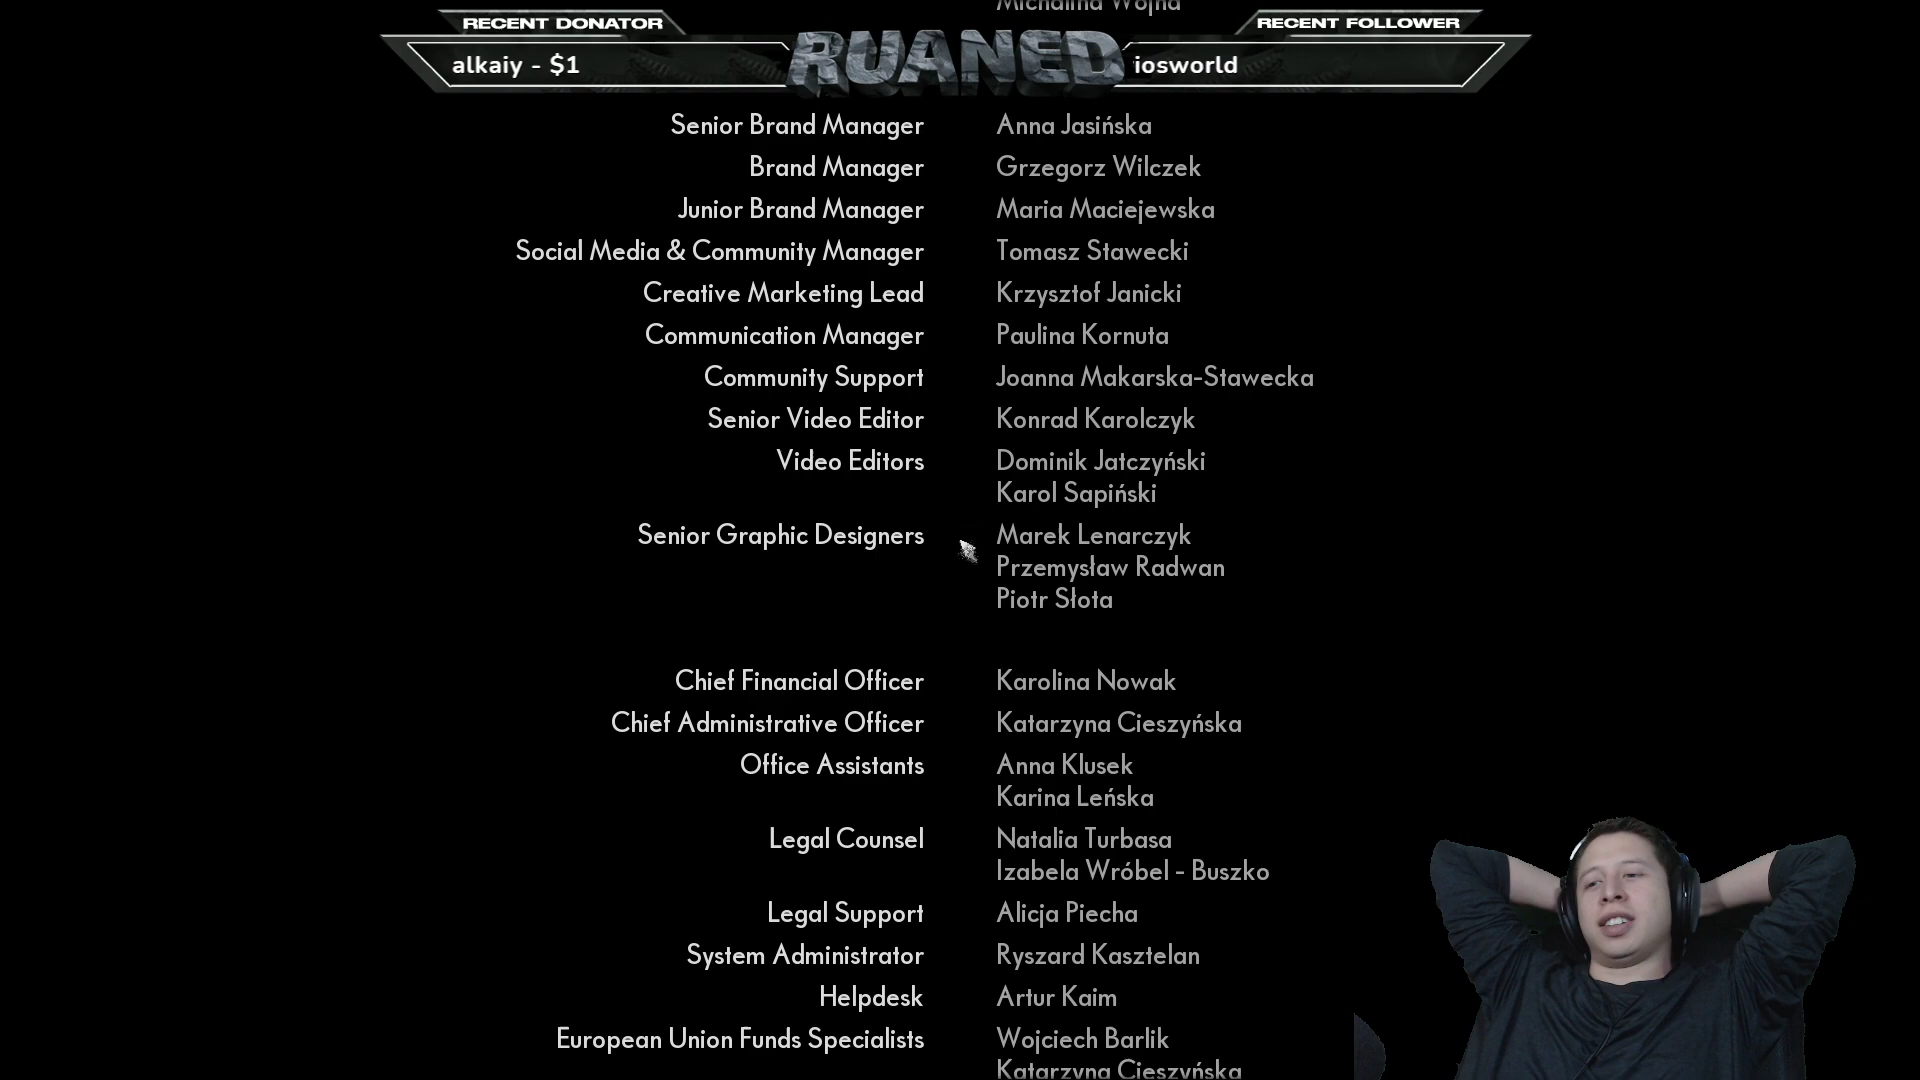 Michalina Wojna
RECENT DONATOR
RECENT FOLLOWER
alkaiy - $1
RUANED
iosworld
Senior Brand Manager Anna Jasińska
Brand Manager Grzegorz Wilczek
Junior Brand Manager Maria Maciejewska
Social Media & Community Manager Tomasz Stawecki
Creative Marketing Lead Krzysztof Janicki
Communication Manager Paulina Kornuta
Community Support Joanna Makarska-Stawecka
Senior Video Editor Konrad Karolczyk
Video Editors Dominik Jatczyński
Karol Sapiński
Senior Graphic Designers Marek Lenarczyk
Przemysław Radwan
Piotr Słota
Chief Financial Officer Karolina Nowak
Chief Administrative Officer Katarzyna Cieszyńska
Office Assistants Anna Klusek
Karina Leńska
Legal Counsel Natalia Turbasa
Izabela Wróbel - Buszko
Legal Support Alicja Piecha
System Administrator Ryszard Kasztelan
Helpdesk Artur Kaim
European Union Funds Specialists Wojciech Barlik
Katarzyna Cieszyńska